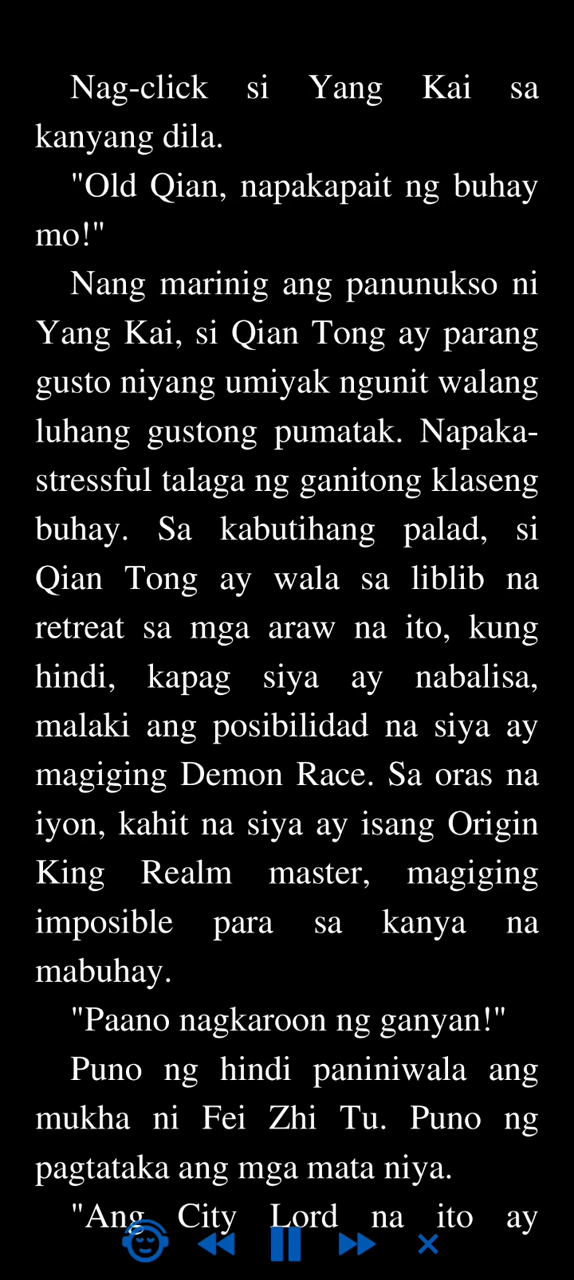 Nag-click si Yang Kai sa
kanyang dila.
"Old Qian, napakapait ng buhay
mo!"
Nang marinig ang panunukso ni
Yang Kai, si Qian Tong ay parang
gusto niyang umiyak ngunit walang
luhang gustong pumatak. Napaka-
stressful talaga ng ganitong klaseng
buhay. Sa kabutihang palad, si
Qian Tong ay wala sa liblib na
retreat sa mga araw na ito, kung
hindi, kapag siya ay nabalisa,
malaki ang posibilidad na siya ay
magiging Demon Race. Sa oras na
iyon, kahit na siya ay isang Origin
King Realm master, magiging
imposible para sa kanya na
mabuhay.
"Paano nagkaroon ng ganyan!"
Puno ng hindi paniniwala ang
mukha ni Fei Zhi Tu. Puno ng
pagtataka ang mga mata niya.
"Ang City Lord na ito ay